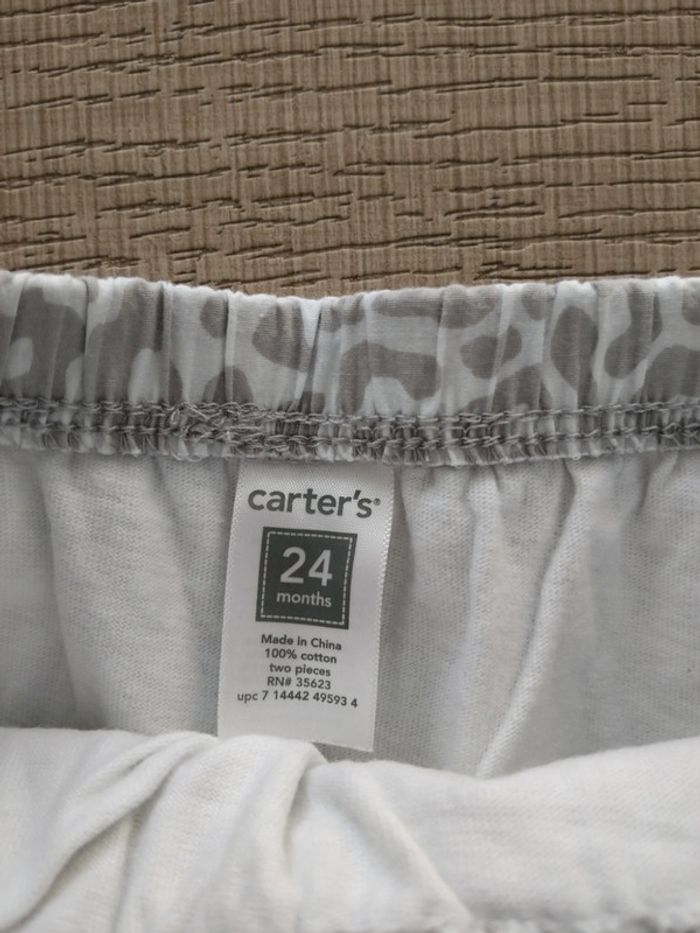 carter's®
24
months
Made in China
100% cotton
two pieces
RN# 35623
upc 7 14442 49593 4